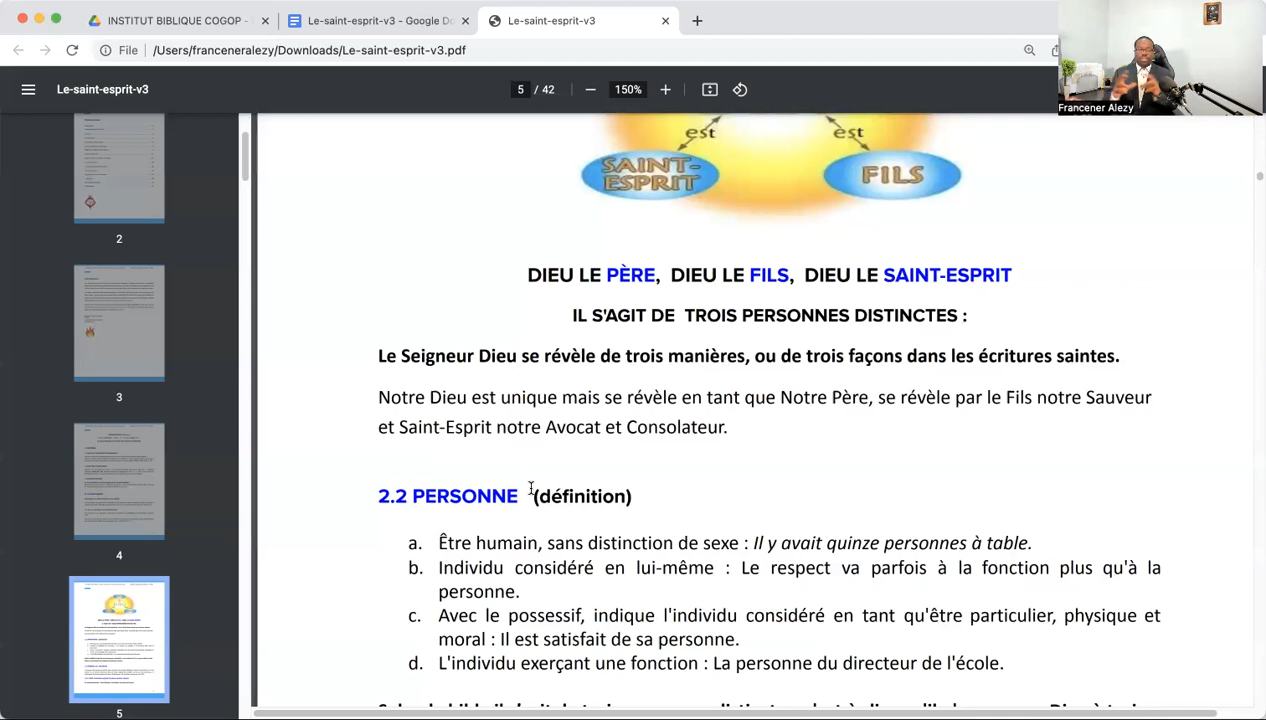 INSTITUT BIBLIQUE COGOP -
Le-saint-esprit-v3 - Google Do
Le-saint-esprit-v3
File /Users/franceneralezy/Downloads/Le-saint-esprit-v3.pdf
Le-saint-esprit-v3
5 / 42
150%
Francener Alezy
2
3
4
5
est est
SAINT-
ESPRIT
FILS
DIEU LE PÈRE, DIEU LE FILS, DIEU LE SAINT-ESPRIT
IL S'AGIT DE TROIS PERSONNES DISTINCTES :
Le Seigneur Dieu se révèle de trois manières, ou de trois façons dans les écritures saintes.
Notre Dieu est unique mais se révèle en tant que Notre Père, se révèle par le Fils notre Sauveur
et Saint-Esprit notre Avocat et Consolateur.
2.2 PERSONNE (définition)
a. Être humain, sans distinction de sexe : Il y avait quinze personnes à table.
b. Individu considéré en lui-même : Le respect va parfois à la fonction plus qu'à la
personne.
c. Avec le possessif, indique l'individu considéré en tant qu'être particulier, physique et
moral : Il est satisfait de sa personne.
d. L'individu exerçant une fonction : La personne du directeur de l'école.